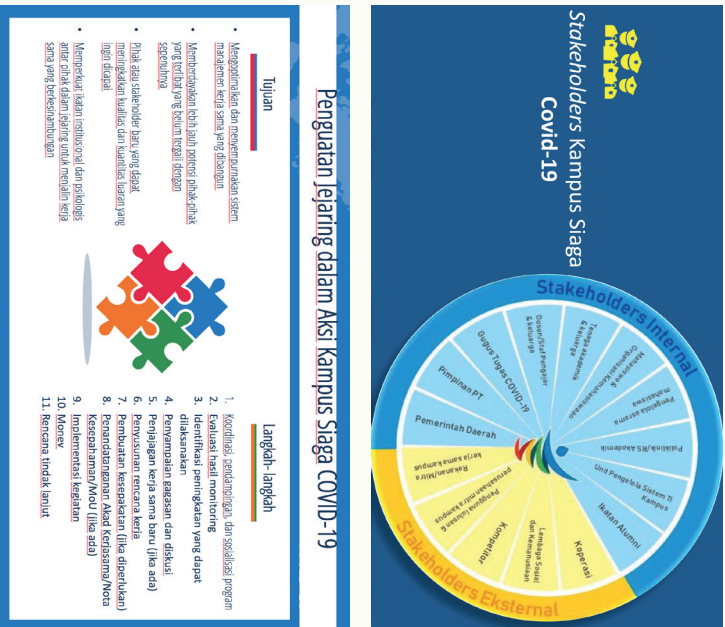 Penguatan Jejaring dalam Aksi Kampus Siaga COVID-19
Tujuan
• Mengoptimalkan dan menyempurnakan sistem
manajemen kerja sama yang dibangun
• Memberdayakan lebih jauh potensi pihak-pihak
yang terlibat yang belum tergali dengan
sepenuhnya
• Pihak atau stakeholder baru yang dapat
meningkatkan kualitas dan kuantitas luaran yang
ingin dicapai
• Memperkuat ikatan institusional dan psikologis
antar pihak dalam jejaring untuk menjalin kerja
sama yang berkesinambungan
Langkah- langkah
1. Koordinasi, pendampingan, dan sosialisasi program
2. Evaluasi hasil monitoring
3. Identifikasi peningkatan yang dapat
dilaksanakan
4. Penyampaian gagasan dan diskusi
5. Penjajagan kerja sama baru (jika ada)
6. Penyusunan rencana kerja
7. Pembuatan kesepakatan (jika diperlukan)
8. Penandatanganan Akad Kerjasama/Nota
Kesepahaman/MoU (jika ada)
9. Implementasi kegiatan
10. Monev
11. Rencana tindak lanjut
Stakeholders Kampus Siaga
Covid-19
Stakeholders Internal
Pemerintah Daerah
Pimpinan PT
Gugus Tugas COVID-19
Dosen/Staf Pengajar
& keluarga
Tenaga akademik
& keluarga
Mahasiswa &
Organisasi Kemahasiswaan
Pengelola asrama
mahasiswa
Poliklinik/RS Akademik
Unit Pengelola Sistem TI
Kampus
Ikatan Alumni
Koperasi
Lembaga Sosial
dan Kemanusiaan
Kompetitor
Pengguna lulusan &
perusahaan mitra kampus
Rekanan/Mitra/
kerja sama kampus
Stakeholders Eksternal